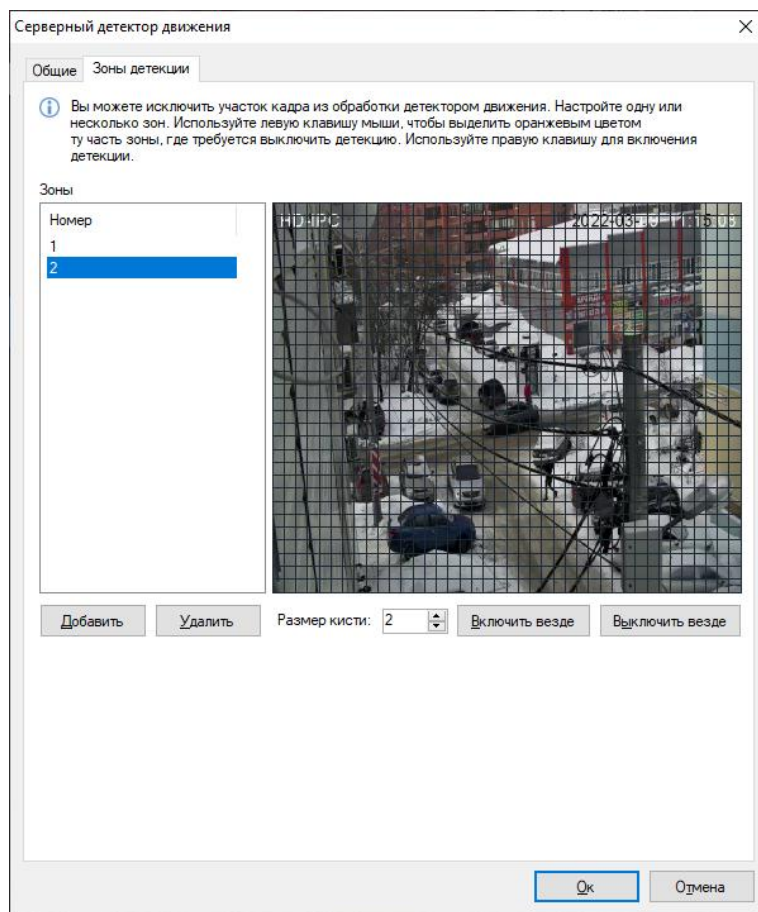 Серверный детектор движения
Общие
Зоны детекции
Вы можете исключить участок кадра из обработки детектором движения. Настройте одну или
несколько зон. Используйте левую клавишу мыши, чтобы выделить оранжевым цветом
ту часть зоны, где требуется выключить детекцию. Используйте правую клавишу для включения
детекции.
Зоны
Номер
1
2
HD-IPC
Добавить
Удалить
Размер кисти:
2
Включить везде
Выключить везде
Ок
Отмена